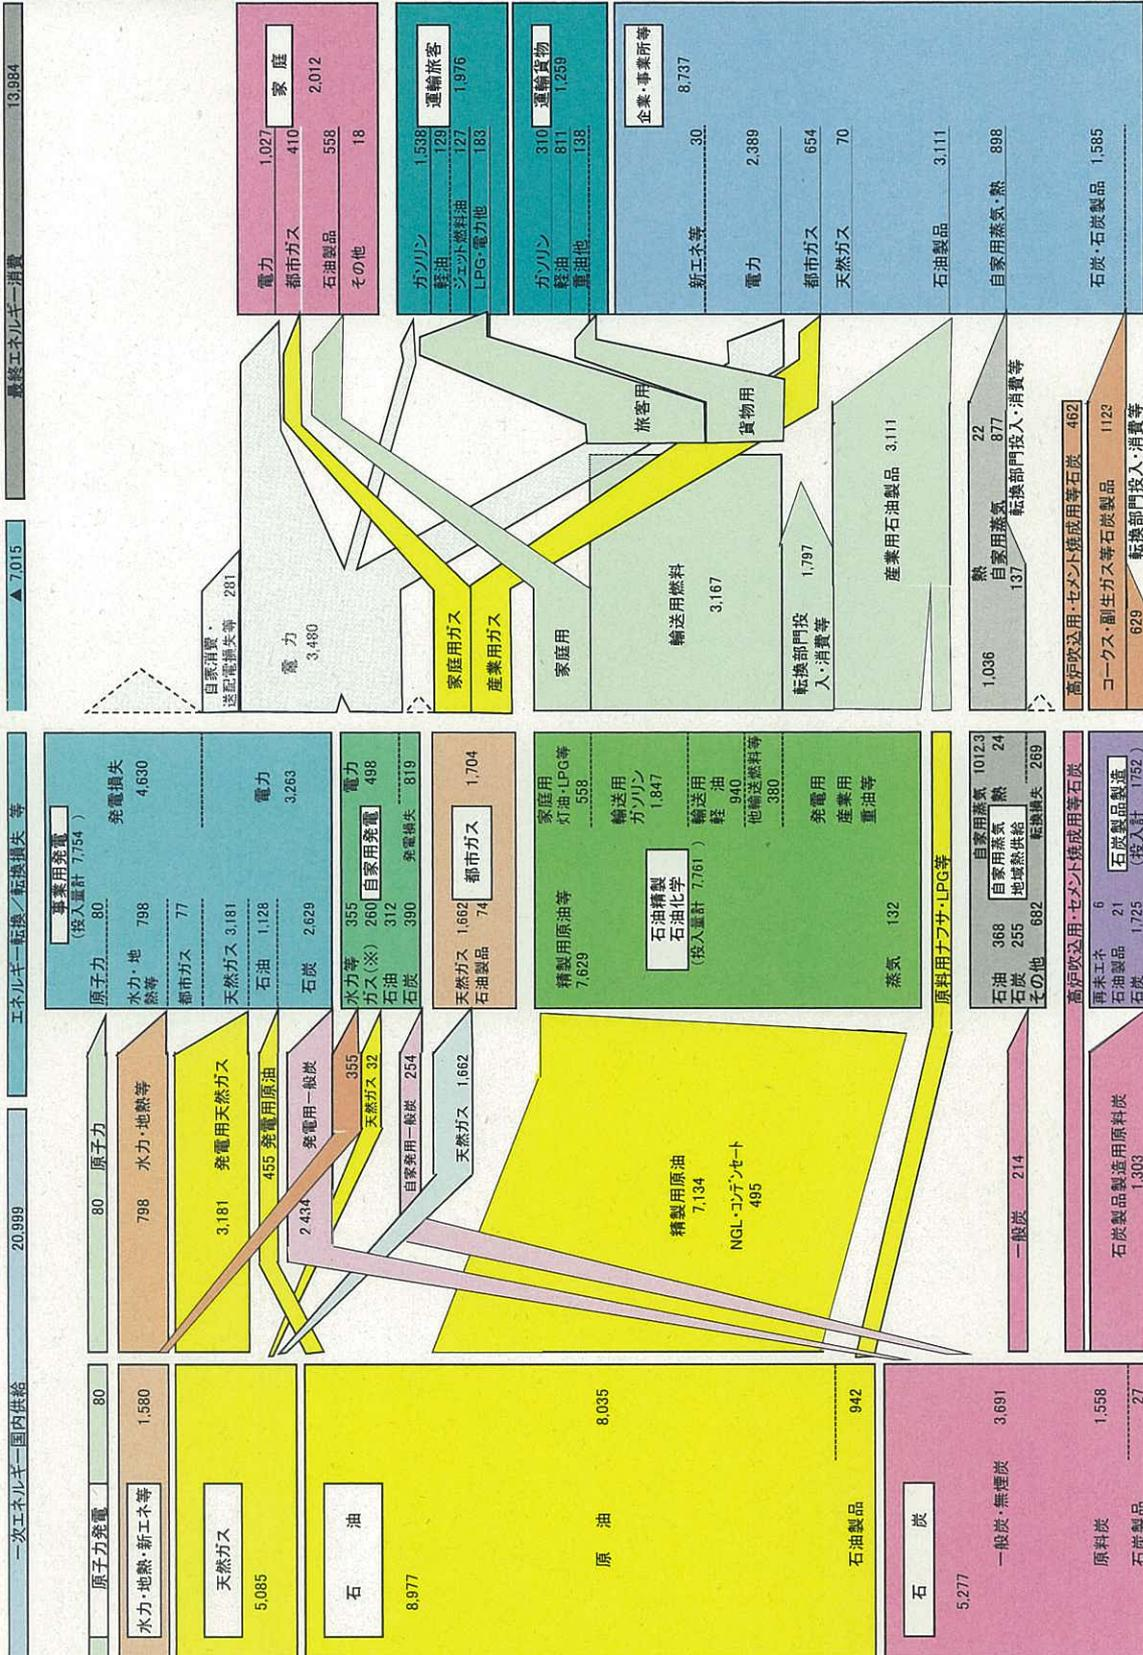 一次エネルギー国内供給 20,999
エネルギー転換/転換損失 等 ▲ 7,015
最終エネルギー消費 13,984
原子力発電 80
水力・地熱・新エネ等 1,580
天然ガス
5,085
石油
8,977
原油 8,035
石油製品 942
石炭
5,277
一般炭・無煙炭 3,691
原料炭 1,558
石炭製品 27
80 原子力
798 水力・地熱等
3,181 発電用天然ガス
455 発電用原油
2,434 発電用一般炭
355
天然ガス 32
自家発用一般炭 254
天然ガス 1,662
精製用原油
7,134
NGL・コンデンセート
495
一般炭 214
石炭製品製造用原料炭
1,303
事業用発電
(投入量計 7,754 )
原子力 80
水力・地熱等 798
都市ガス 77
天然ガス 3,181
石油 1,128
石炭 2,629
発電損失
4,630
電力
3,263
水力等 355
ガス(※) 260
石油 312
石炭 390
自家用発電
電力
498
発電損失 819
天然ガス 1,662
石油製品 74
都市ガス
1,704
精製用原油等
7,629
石油精製
石油化学
(投入量計 7,761 )
蒸気 132
家庭用
灯油・LPG等
558
輸送用
ガソリン
1,847
輸送用
軽油
940
他輸送燃料等
380
発電用
産業用
重油等
原料用ナフサ・LPG等
石油 368
石炭 255
その他 682
自家用蒸気
地域熱供給
自家用蒸気 1012.3
熱 24
転換損失 269
高炉吹込用・セメント焼成用等石炭
再未エネ 6
石油製品 21
石炭 1,725
石炭製品製造
(投入計 1752 )
自家消費・
送配電損失等 281
電力
3,480
家庭用ガス
産業用ガス
家庭用
輸送用燃料
3,167
旅客用
貨物用
転換部門投
入・消費等
1,797
産業用石油製品 3,111
1,036
熱 22
自家用蒸気 877
137 転換部門投入・消費等
高炉吹込用・セメント焼成用等石炭 462
コークス・副生ガス等石炭製品 1123
629 転換部門投入・消費等
家庭
2,012
電力 1,027
都市ガス 410
石油製品 558
その他 18
運輸旅客
1,976
ガソリン 1,538
軽油 129
ジェット燃料油 127
LPG・電力他 183
運輸貨物
1,259
ガソリン 310
軽油 811
重油他 138
企業・事業所等
8,737
新エネ等 30
電力 2,389
都市ガス 654
天然ガス 70
石油製品 3,111
自家用蒸気・熱 898
石炭・石炭製品 1,585